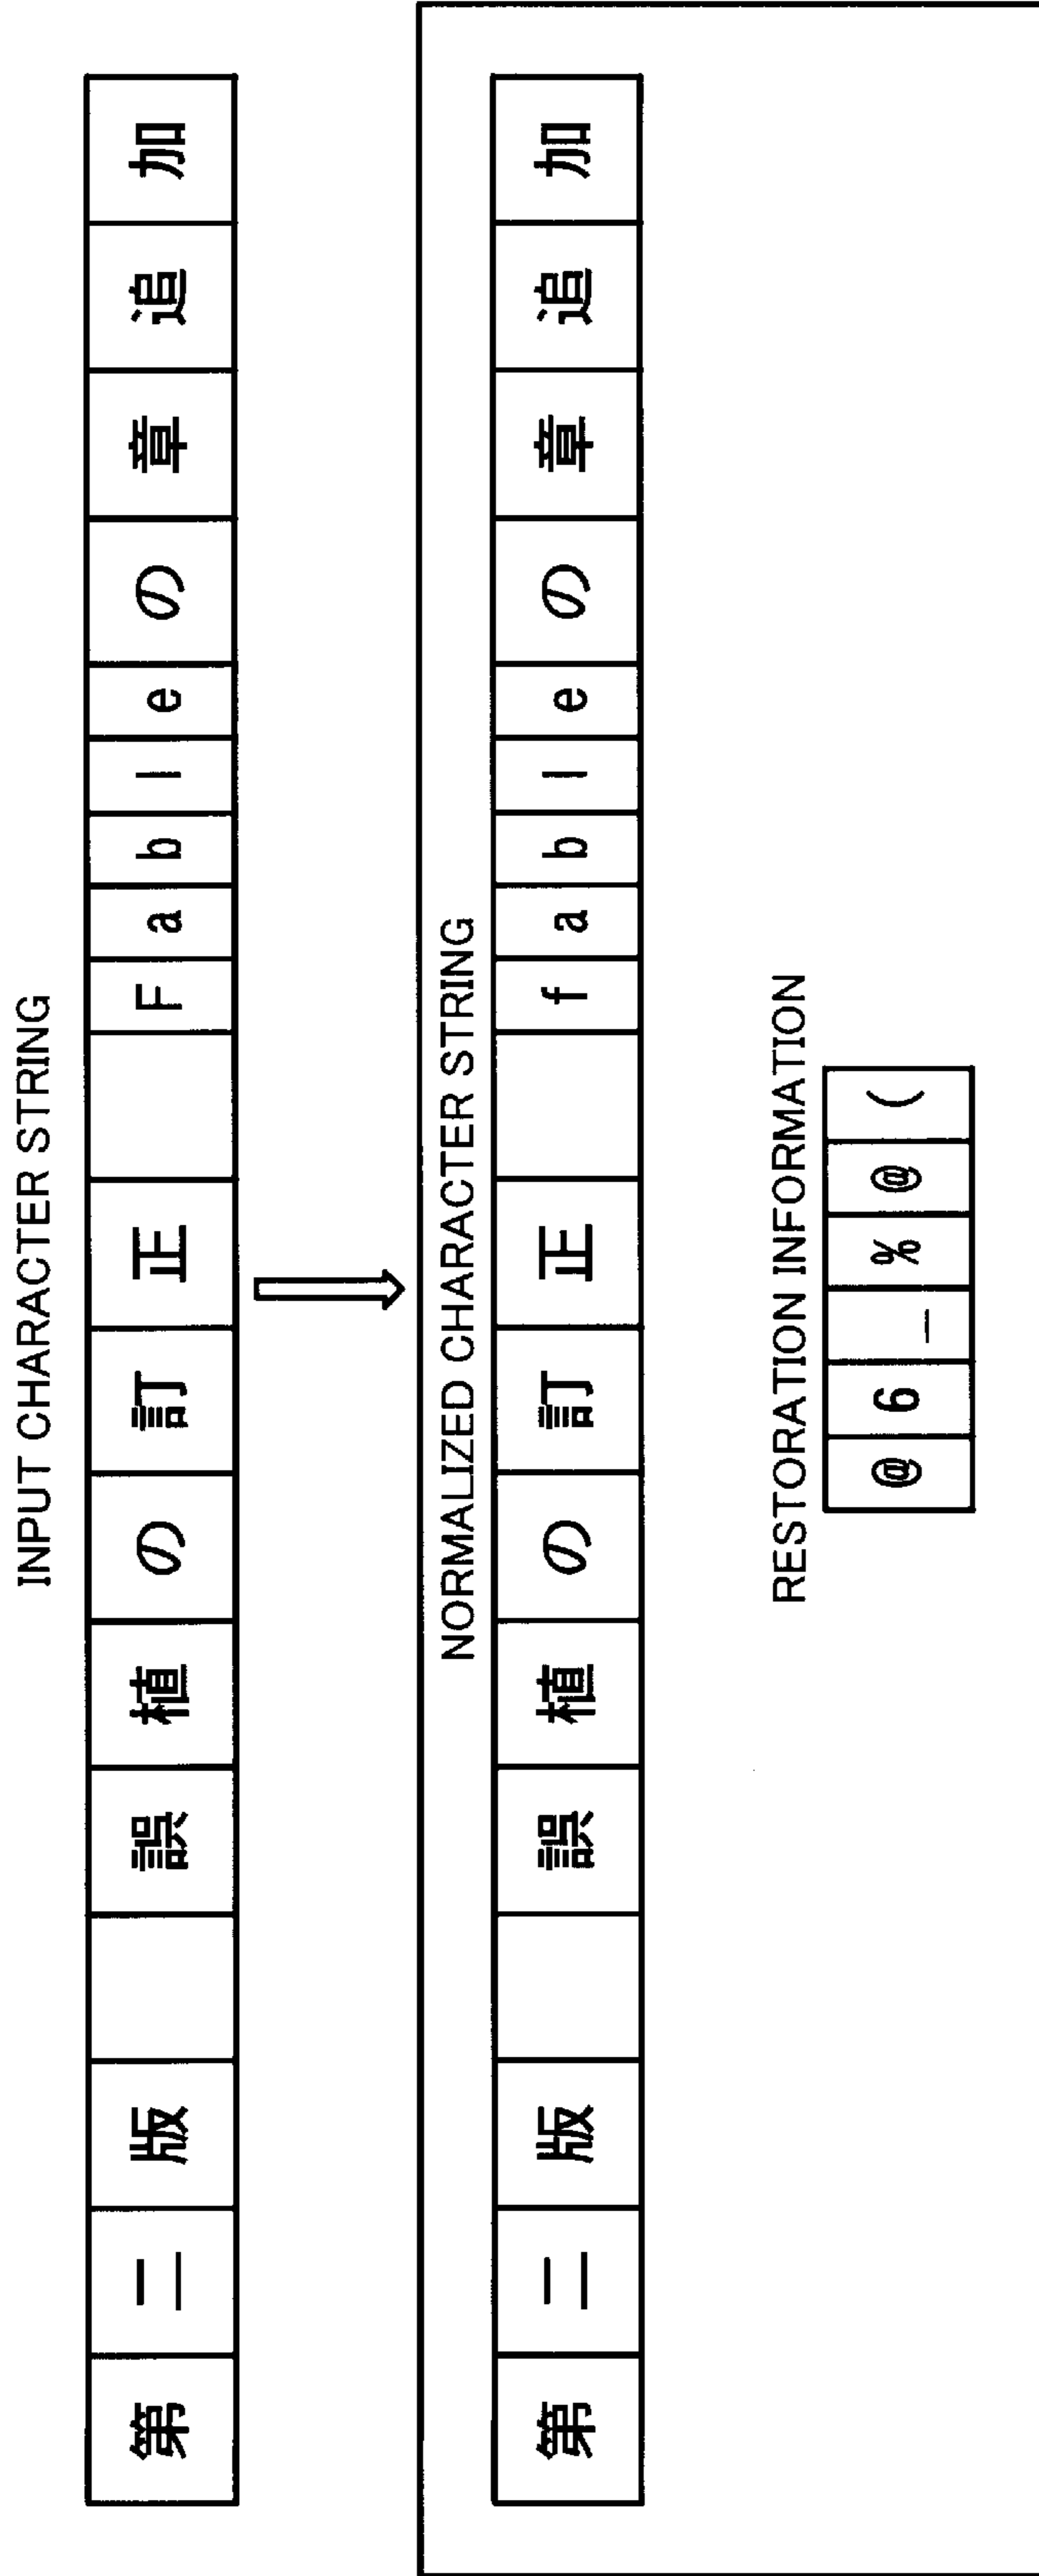 INPUT CHARACTER STRING
第二版 誤植の訂正 Fableの章追加
NORMALIZED CHARACTER STRING
第二版 誤植の訂正 fableの章追加
RESTORATION INFORMATION
@6_%@(